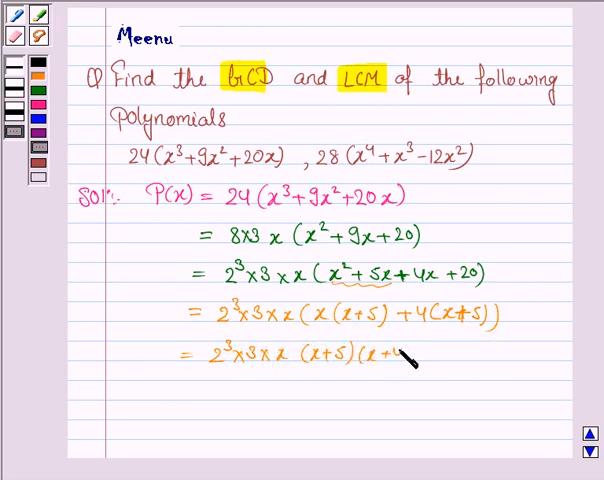 Meenu
Q Find the GCD and LCM of the following
Polynomials
24(x³+9x²+20x) , 28(x⁴+x³-12x²)
Solⁿ: P(x) = 24(x³+9x²+20x)
= 8×3 x (x²+9x+20)
= 2³×3×x(x²+5x+4x+20)
= 2³×3×x(x(x+5)+4(x+5))
= 2³×3×x (x+5)(x+4